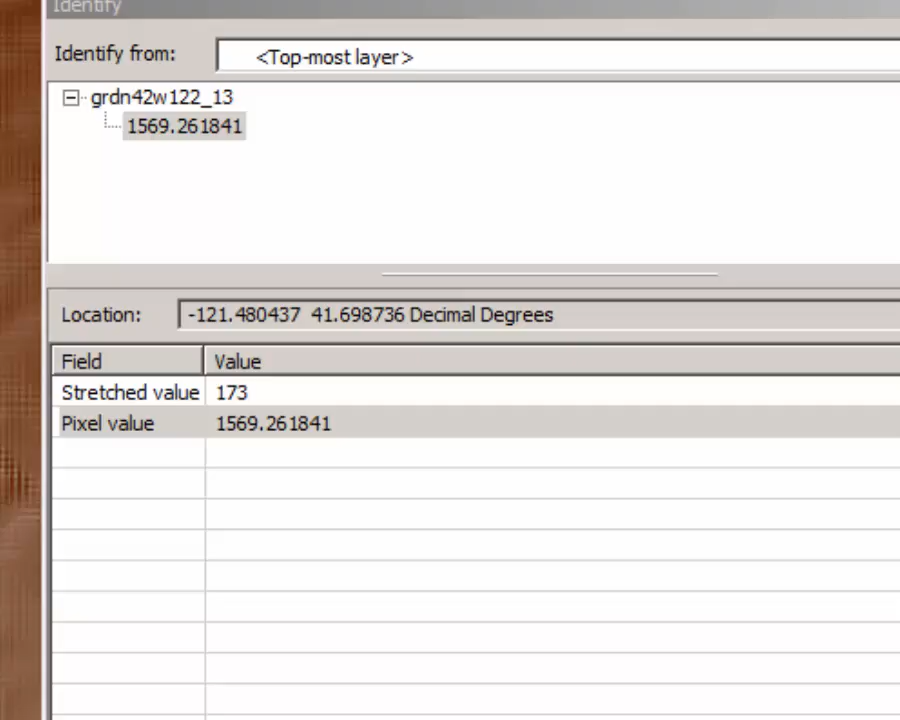 Identify
Identify from: <Top-most layer>
grdn42w122_13
1569.261841
Location: -121.480437 41.698736 Decimal Degrees
Field Value
Stretched value 173
Pixel value 1569.261841